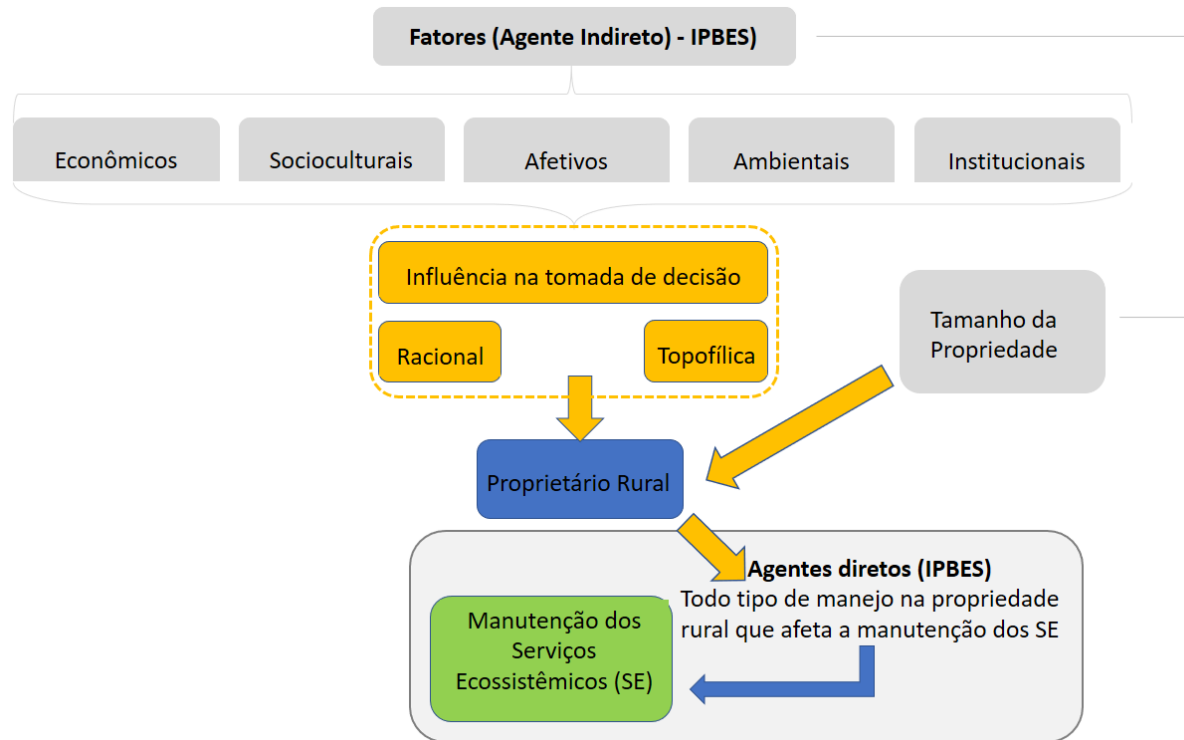 Fatores (Agente Indireto) - IPBES)
Econômicos
Socioculturais
Afetivos
Ambientais
Institucionais
Influência na tomada de decisão
Racional
Topofílica
Tamanho da
Propriedade
Proprietário Rural
Agentes diretos (IPBES)
Todo tipo de manejo na propriedade
rural que afeta a manutenção dos SE
Manutenção dos
Serviços
Ecossistêmicos (SE)